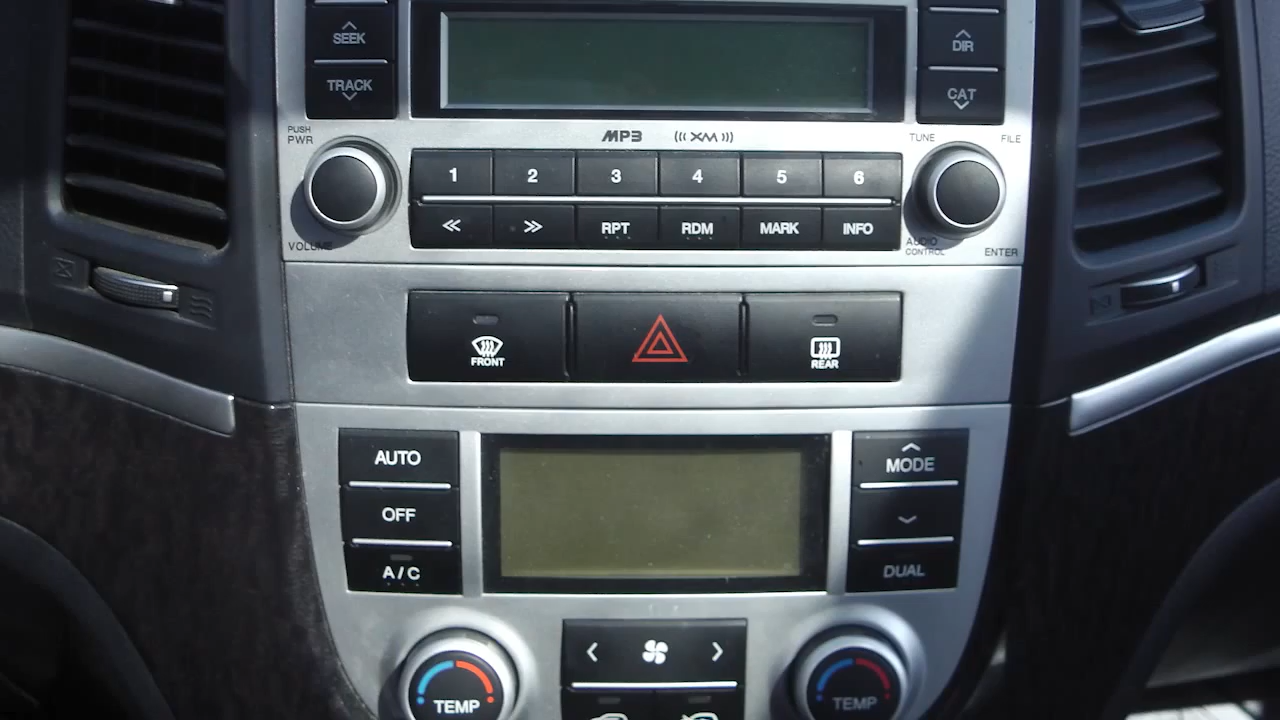 SEEK
TRACK
DIR
CAT
PUSH
PWR
VOLUME
MP3 XM
TUNE FILE
1 2 3 4 5 6
<< >> RPT RDM MARK INFO
AUDIO
CONTROL
ENTER
FRONT
REAR
AUTO
OFF
A/C
MODE
DUAL
TEMP
TEMP